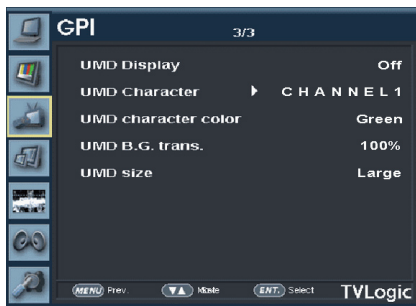 GPI 3/3
UMD Display Off
UMD Character CHANNEL1
UMD character color Green
UMD B.G. trans. 100%
UMD size Large
MENU Prev. ▼▲ ENT. Select TVLogic